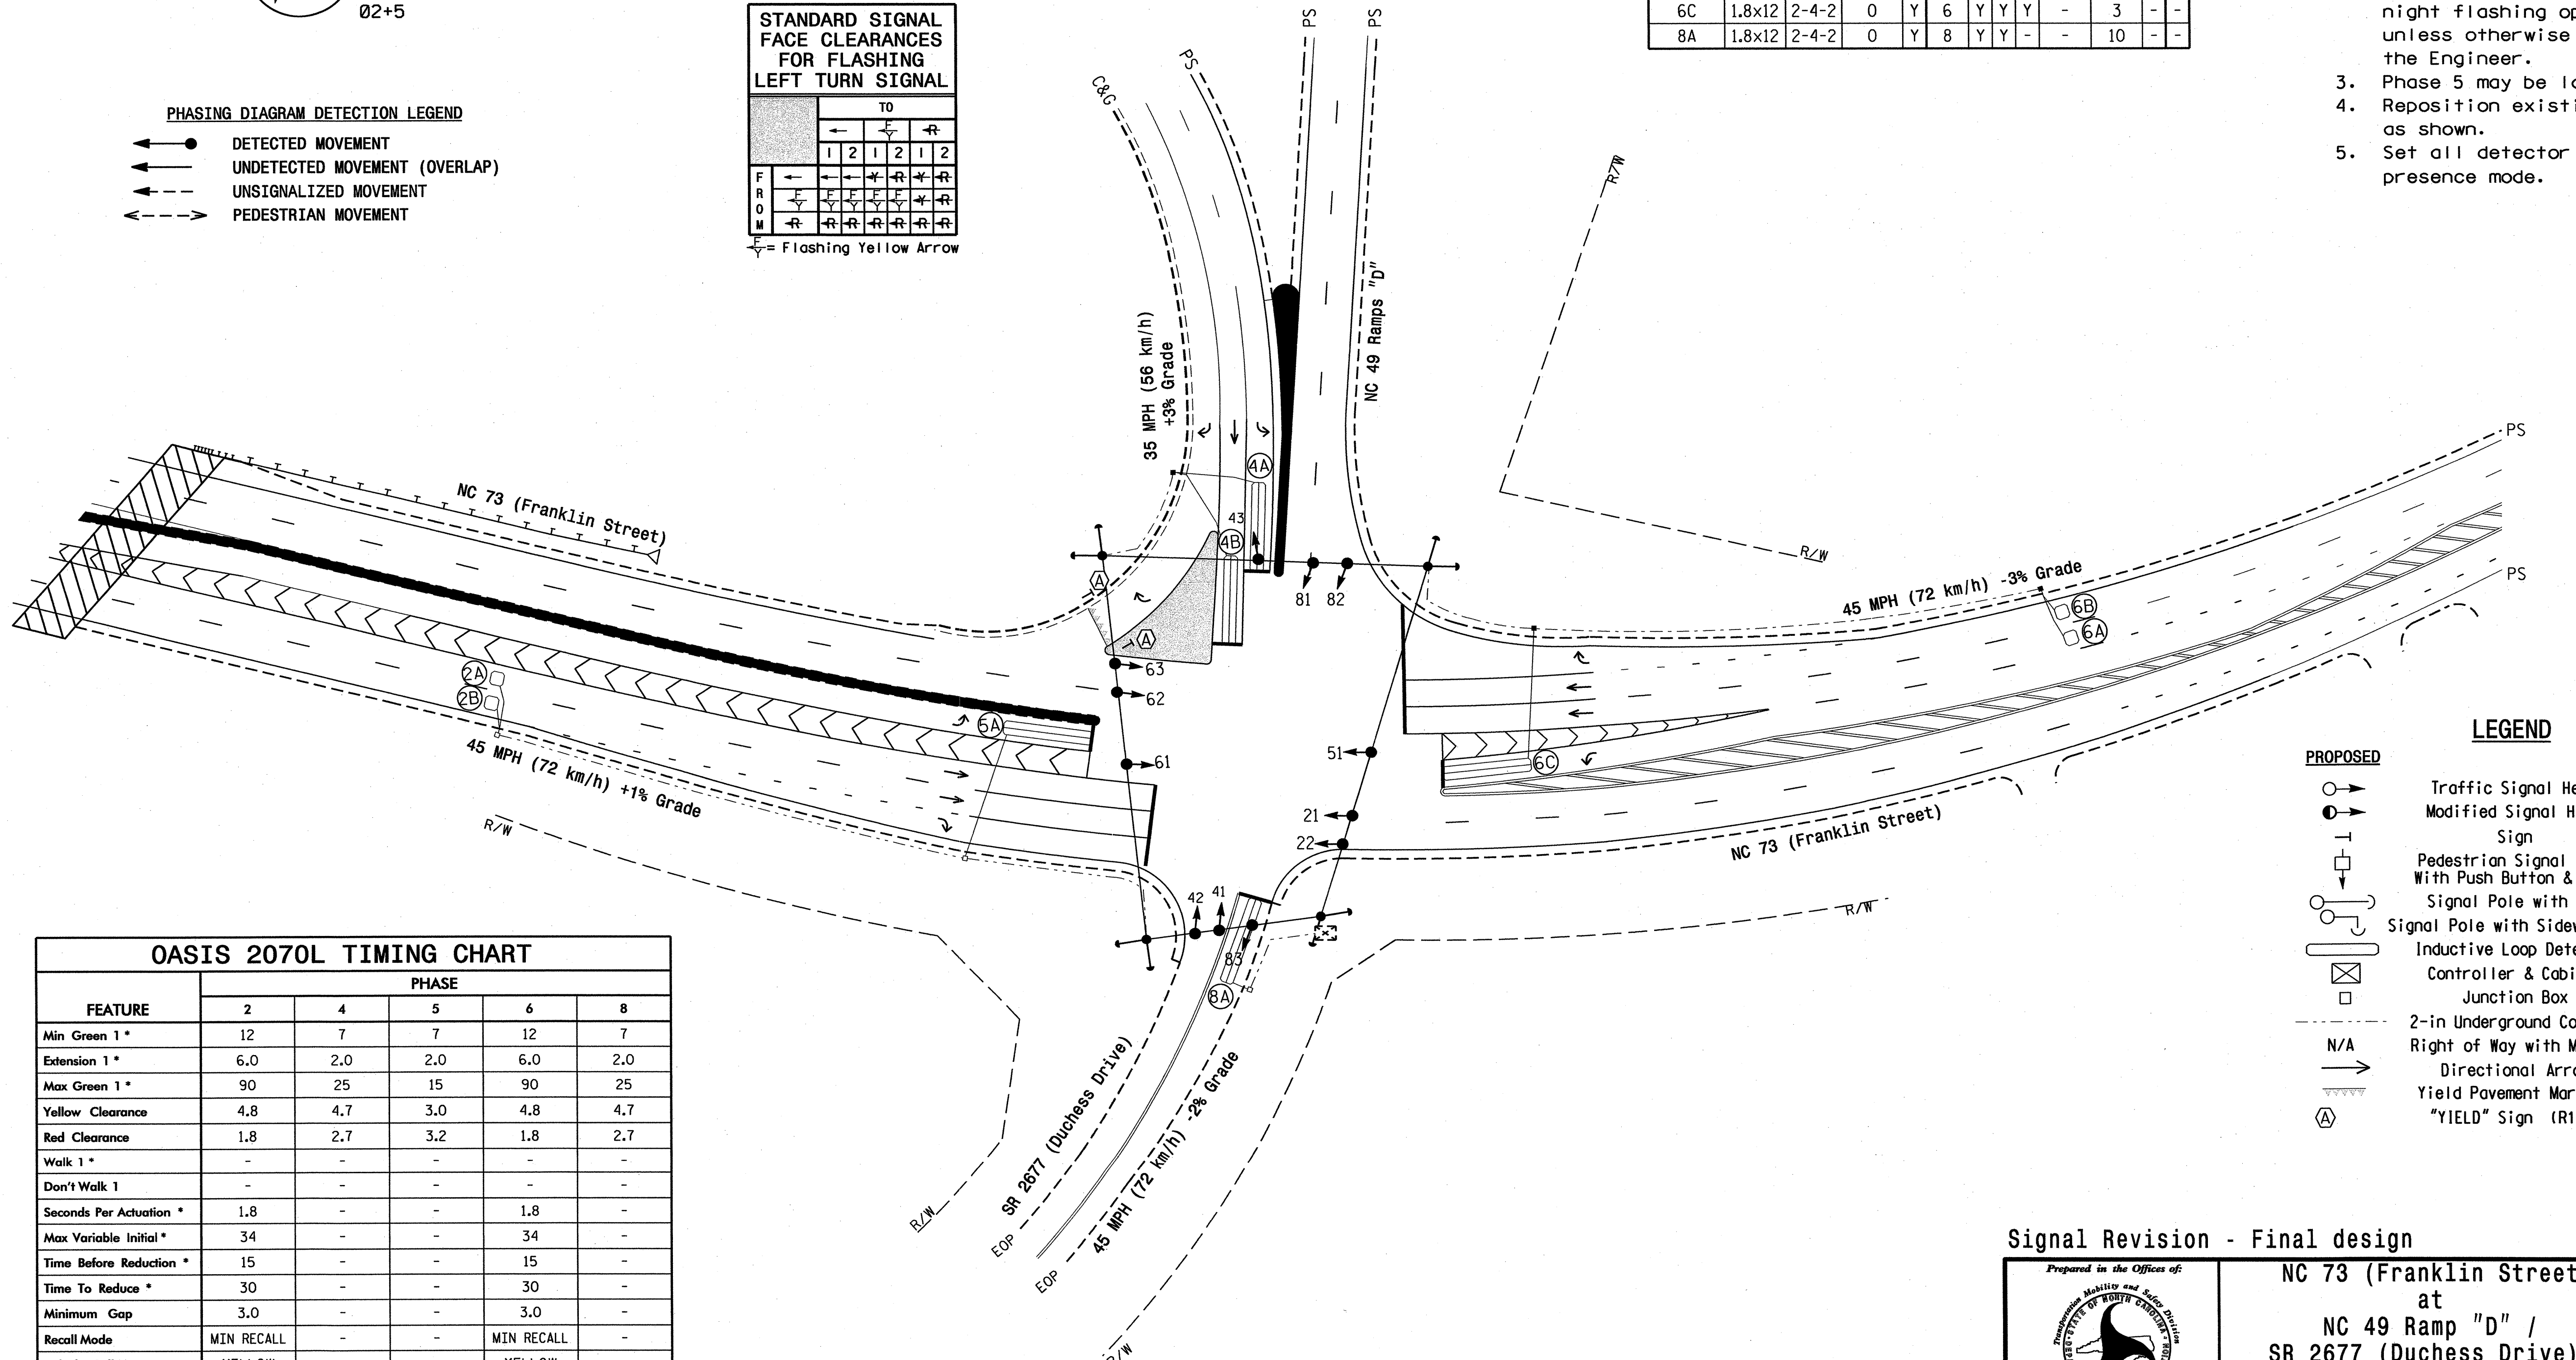 Ø2+5
PHASING DIAGRAM DETECTION LEGEND
DETECTED MOVEMENT
UNDETECTED MOVEMENT (OVERLAP)
UNSIGNALIZED MOVEMENT
PEDESTRIAN MOVEMENT
STANDARD SIGNAL
FACE CLEARANCES
FOR FLASHING
LEFT TURN SIGNAL
TO
F
Y
R
1 2 1 2 1 2
FROM
Y R Y R
F F F F F Y R
Y Y Y Y Y
R R R R R R R
F
Y = Flashing Yellow Arrow
6C 1.8x12 2-4-2 0 Y 6 Y Y Y - 3 - -
8A 1.8x12 2-4-2 0 Y 8 Y Y - - 10 - -
night flashing
unless otherwise
the Engineer.
3. Phase 5 may be
4. Reposition
as shown.
5. Set all detector
presence mode.
C&G
PS
PS
PS
35 MPH (56 km/h)
+3% Grade
NC 49 Ramps "D"
R/W
R/W
NC 73 (Franklin Street)
4A
43
4B
A
A
81 82
63
62
61
51
21
22
42 41
83
8A
2A
2B
5A
6C
6B
6A
45 MPH (72 km/h) -3% Grade
PS
PS
45 MPH (72 km/h) +1% Grade
R/W
NC 73 (Franklin Street)
R/W
SR 2677 (Duchess Drive)
45 MPH (72 km/h) -2% Grade
R/W
EOP
EOP
R/W
LEGEND
PROPOSED
Traffic Signal
Modified Signal
Sign
Pedestrian Signal
With Push Button &
Signal Pole with
Signal Pole with
Inductive Loop
Controller &
Junction Box
2-in Underground
N/A Right of Way with
Directional
Yield Pavement
A "YIELD" Sign (R1
OASIS 2070L TIMING CHART
FEATURE PHASE
2 4 5 6 8
Min Green 1 * 12 7 7 12 7
Extension 1 * 6.0 2.0 2.0 6.0 2.0
Max Green 1 * 90 25 15 90 25
Yellow Clearance 4.8 4.7 3.0 4.8 4.7
Red Clearance 1.8 2.7 3.2 1.8 2.7
Walk 1 * - - - - -
Don't Walk 1 - - - - -
Seconds Per Actuation * 1.8 - - 1.8 -
Max Variable Initial * 34 - - 34 -
Time Before Reduction * 15 - - 15 -
Time To Reduce * 30 - - 30 -
Minimum Gap 3.0 - - 3.0 -
Recall Mode MIN RECALL - - MIN RECALL -
Signal Revision - Final design
Prepared in the Offices of:
Transportation Mobility and Safety Division
STATE OF NORTH CAROLINA
NC 73 (Franklin Street
at
NC 49 Ramp "D" /
SR 2677 (Duchess Drive)